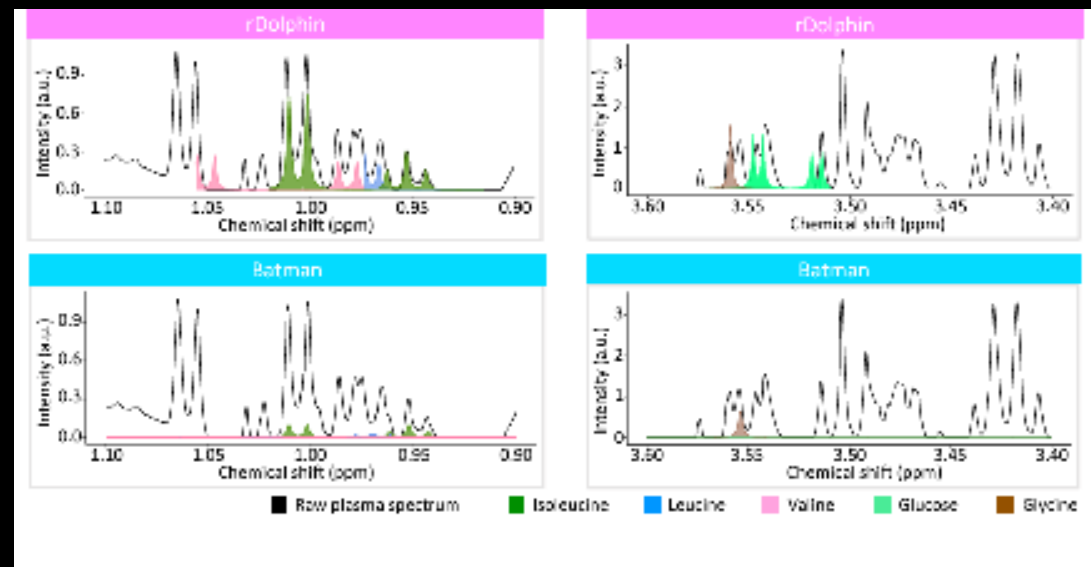 rDolphin
Intensity (a.u.)
0.9
0.6
0.3
0.0
1.10 1.05 1.00 0.95 0.90
Chemical shift (ppm)
rDolphin
Intensity (a.u.)
3
2
1
0
3.60 3.55 3.50 3.45 3.40
Chemical shift (ppm)
Batman
Intensity (a.u.)
0.9
0.6
0.3
0.0
1.10 1.05 1.00 0.95 0.90
Chemical shift (ppm)
Batman
Intensity (a.u.)
3
2
1
0
3.60 3.55 3.50 3.45 3.40
Chemical shift (ppm)
Raw plasma spectrum Isoleucine Leucine Valine Glucose Glycine